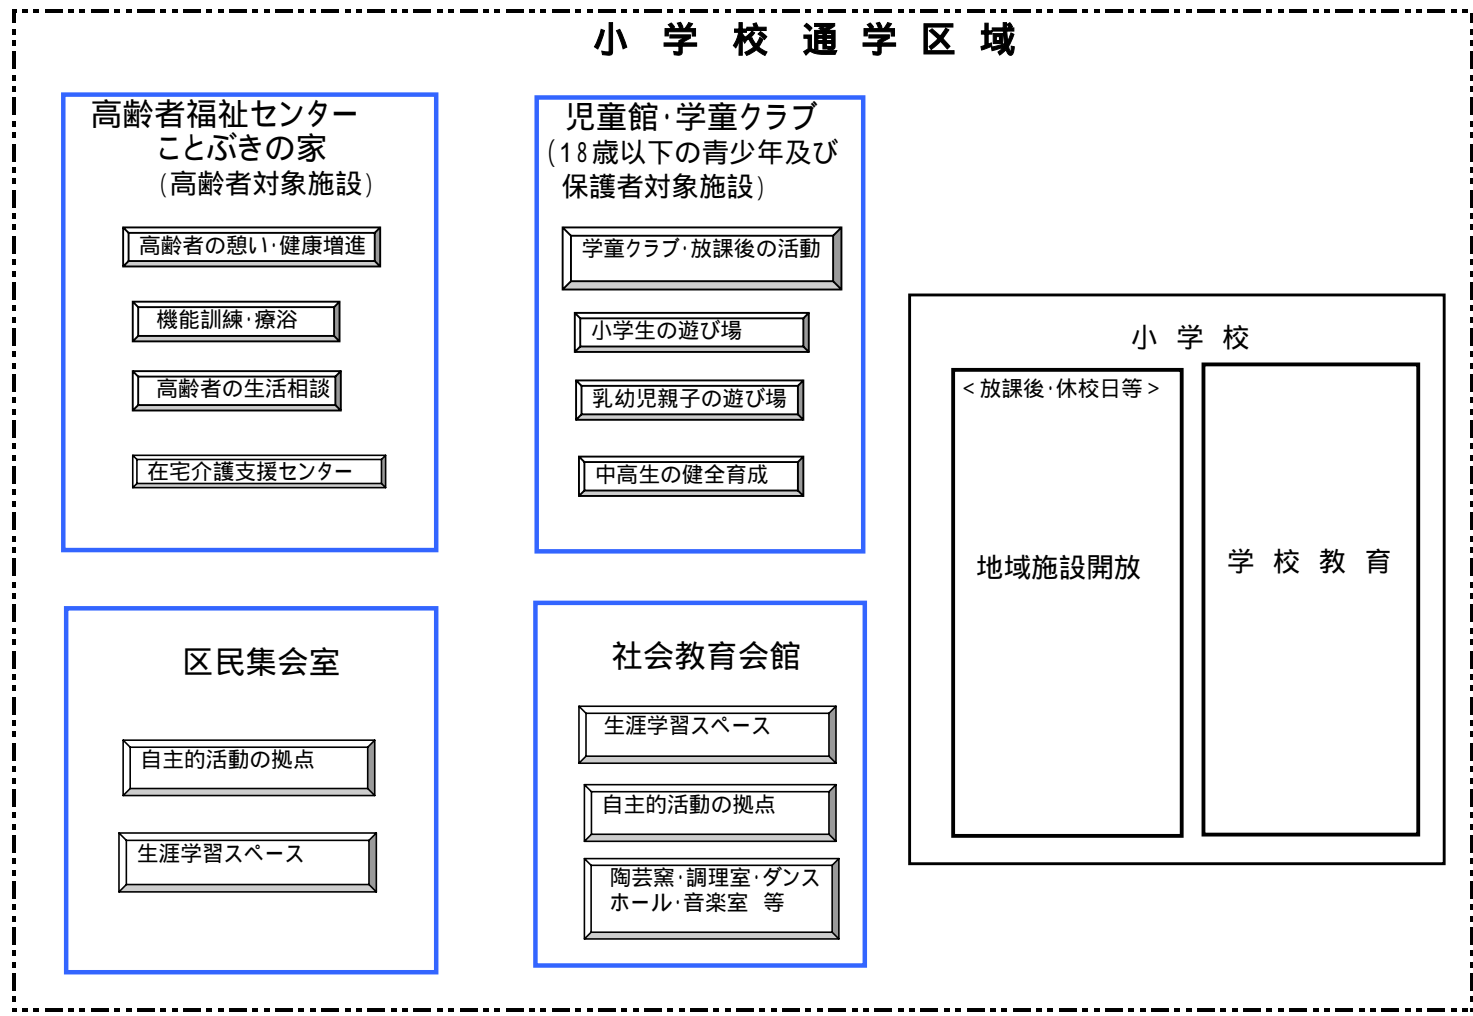 小学校通学区域
高齢者福祉センター
ことぶきの家
(高齢者対象施設)
高齢者の憩い･健康増進
機能訓練･療浴
高齢者の生活相談
在宅介護支援センター
児童館･学童クラブ
(18歳以下の青少年及び
保護者対象施設)
学童クラブ･放課後の活動
小学生の遊び場
乳幼児親子の遊び場
中高生の健全育成
区民集会室
自主的活動の拠点
生涯学習スペース
社会教育会館
生涯学習スペース
自主的活動の拠点
陶芸窯･調理室･ダンス
ホール･音楽室 等
小学校
<放課後･休校日等>
地域施設開放
学校教育